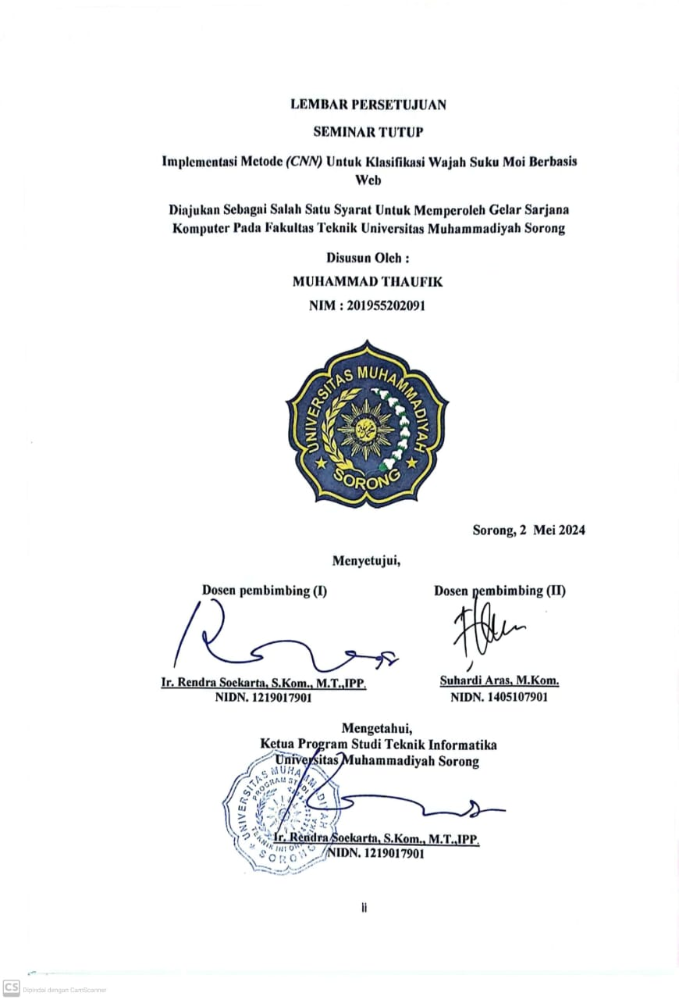 LEMBAR PERSETUJUAN
SEMINAR TUTUP
Implementasi Metode (CNN) Untuk Klasifikasi Wajah Suku Moi Berbasis
Web
Diajukan Sebagai Salah Satu Syarat Untuk Memperoleh Gelar Sarjana
Komputer Pada Fakultas Teknik Universitas Muhammadiyah Sorong
Disusun Oleh :
MUHAMMAD THAUFIK
NIM : 201955202091
UNIVERSITAS MUHAMMADIYAH
SORONG
Sorong, 2 Mei 2024
Menyetujui,
Dosen pembimbing (I) Dosen pembimbing (II)
Ir. Rendra Soekarta, S.Kom., M.T.,IPP. Suhardi Aras, M.Kom.
NIDN. 1219017901 NIDN. 1405107901
Mengetahui,
Ketua Program Studi Teknik Informatika
Universitas Muhammadiyah Sorong
UNIVERSITAS MUHAMMADIYAH
PROGRAM STUDI
TEKNIK INFORMATIKA
SORONG
Ir. Rendra Soekarta, S.Kom., M.T.,IPP.
NIDN. 1219017901
ii
CS Dipindai dengan CamScanner